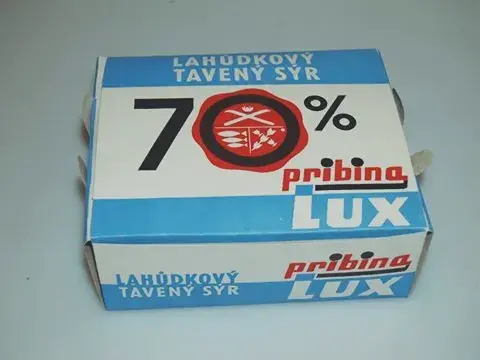 LAHŮDKOVÝ
TAVENÝ SÝR
70%
pribina
LUX
LAHŮDKOVÝ
TAVENÝ SÝR
pribina
LUX